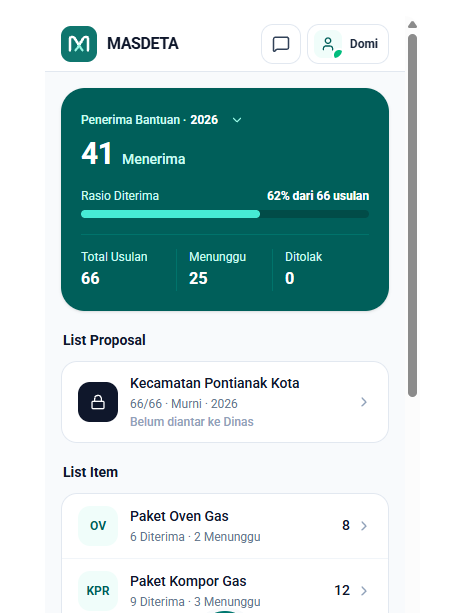 MASDETA
Domi
Penerima Bantuan · 2026
41 Menerima
Rasio Diterima 62% dari 66 usulan
Total Usulan Menunggu Ditolak
66 25 0
List Proposal
Kecamatan Pontianak Kota
66/66 · Murni · 2026
Belum diantar ke Dinas
List Item
OV
Paket Oven Gas
6 Diterima · 2 Menunggu
8
KPR
Paket Kompor Gas
9 Diterima · 3 Menunggu
12